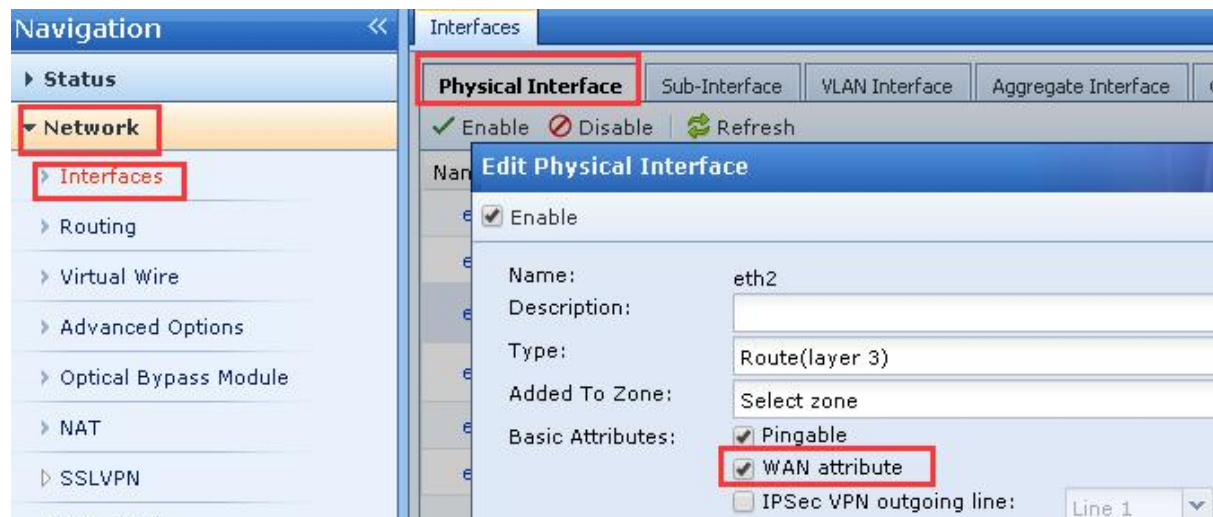 Navigation
Status
Network
Interfaces
Routing
Virtual Wire
Advanced Options
Optical Bypass Module
NAT
SSLVPN
Interfaces
Physical Interface Sub-Interface VLAN Interface Aggregate Interface
Enable Disable Refresh
Edit Physical Interface
Enable
Name: eth2
Description:
Type: Route(layer 3)
Added To Zone: Select zone
Basic Attributes: Pingable
WAN attribute
IPSec VPN outgoing line: Line 1